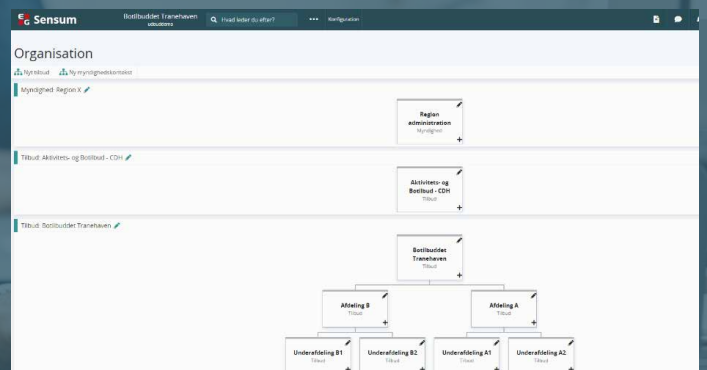 EG Sensum
Botilbuddet Tranehaven
udbuddemo
Hvad leder du efter?
Konfiguration
Organisation
Nyt tilbud
Ny myndighedskontekst
Myndighed: Region X
Region
administration
Myndighed
Tilbud: Aktivitets- og Botilbud - CDH
Aktivitets- og
Botilbud - CDH
Tilbud
Tilbud: Botilbuddet Tranehaven
Botilbuddet
Tranehaven
Tilbud
Afdeling B
Tilbud
Afdeling A
Tilbud
Underafdeling B1
Tilbud
Underafdeling B2
Tilbud
Underafdeling A1
Tilbud
Underafdeling A2
Tilbud